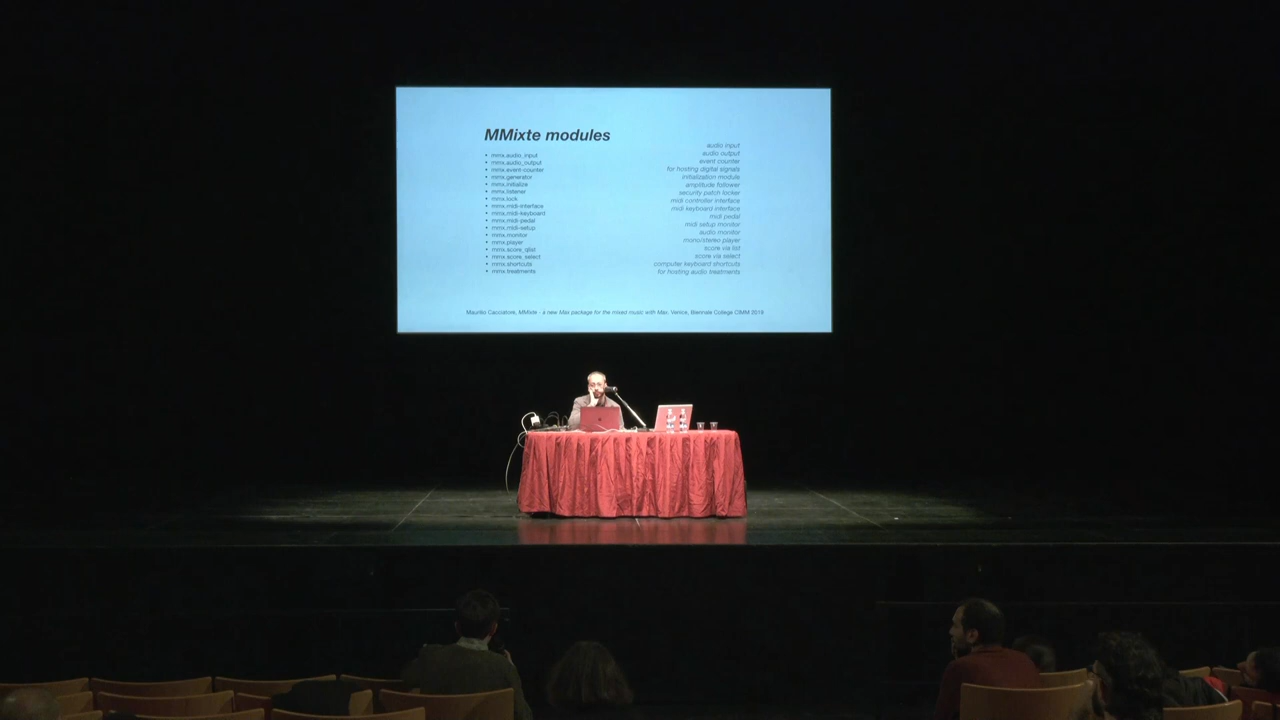 MMixte modules
• mmx.audio_input
• mmx.audio_output
• mmx.event-counter
• mmx.generator
• mmx.initialize
• mmx.listener
• mmx.lock
• mmx.midi-interface
• mmx.midi-keyboard
• mmx.midi-pedal
• mmx.midi-setup
• mmx.monitor
• mmx.player
• mmx.score_qlist
• mmx.score_select
• mmx.shortcuts
• mmx.treatments
audio input
audio output
event counter
for hosting digital signals
initialization module
amplitude follower
security patch locker
midi controller interface
midi keyboard interface
midi pedal
midi setup monitor
audio monitor
mono/stereo player
score via list
score via select
computer keyboard shortcuts
for hosting audio treatments
Maurilio Cacciatore, MMixte - a new Max package for the mixed music with Max, Venice, Biennale College CIMM 2019